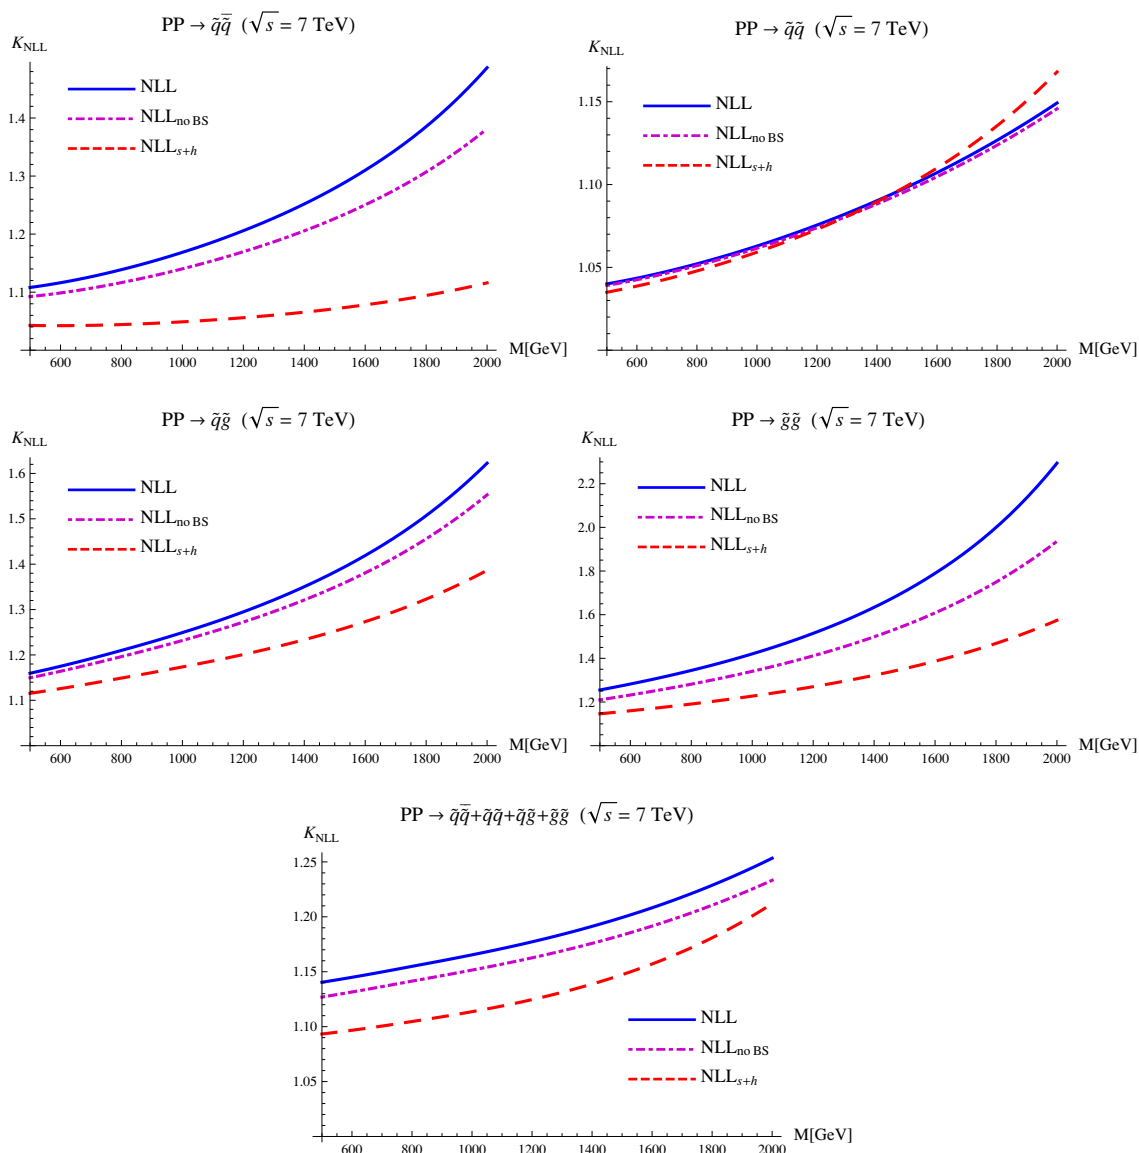 PP → q̃q̃̅ (√s = 7 TeV)
K_NLL
NLL
NLL_no BS
NLL_s+h
1.4
1.3
1.2
1.1
600 800 1000 1200 1400 1600 1800 2000
M[GeV]
PP → q̃q̃ (√s = 7 TeV)
K_NLL
NLL
NLL_no BS
NLL_s+h
1.15
1.10
1.05
600 800 1000 1200 1400 1600 1800 2000
M[GeV]
PP → q̃g̃ (√s = 7 TeV)
K_NLL
NLL
NLL_no BS
NLL_s+h
1.6
1.5
1.4
1.3
1.2
1.1
600 800 1000 1200 1400 1600 1800 2000
M[GeV]
PP → g̃g̃ (√s = 7 TeV)
K_NLL
NLL
NLL_no BS
NLL_s+h
2.2
2.0
1.8
1.6
1.4
1.2
600 800 1000 1200 1400 1600 1800 2000
M[GeV]
PP → q̃q̃̅+q̃q̃+q̃g̃+g̃g̃ (√s = 7 TeV)
K_NLL
1.25
1.20
1.15
1.10
1.05
NLL
NLL_no BS
NLL_s+h
600 800 1000 1200 1400 1600 1800 2000
M[GeV]